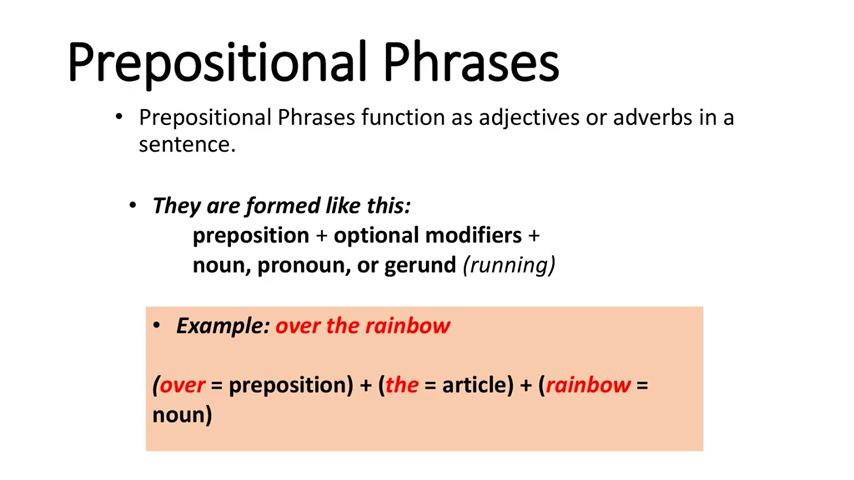 Prepositional Phrases
• Prepositional Phrases function as adjectives or adverbs in a
sentence.
• They are formed like this:
preposition + optional modifiers +
noun, pronoun, or gerund (running)
• Example: over the rainbow
(over = preposition) + (the = article) + (rainbow =
noun)